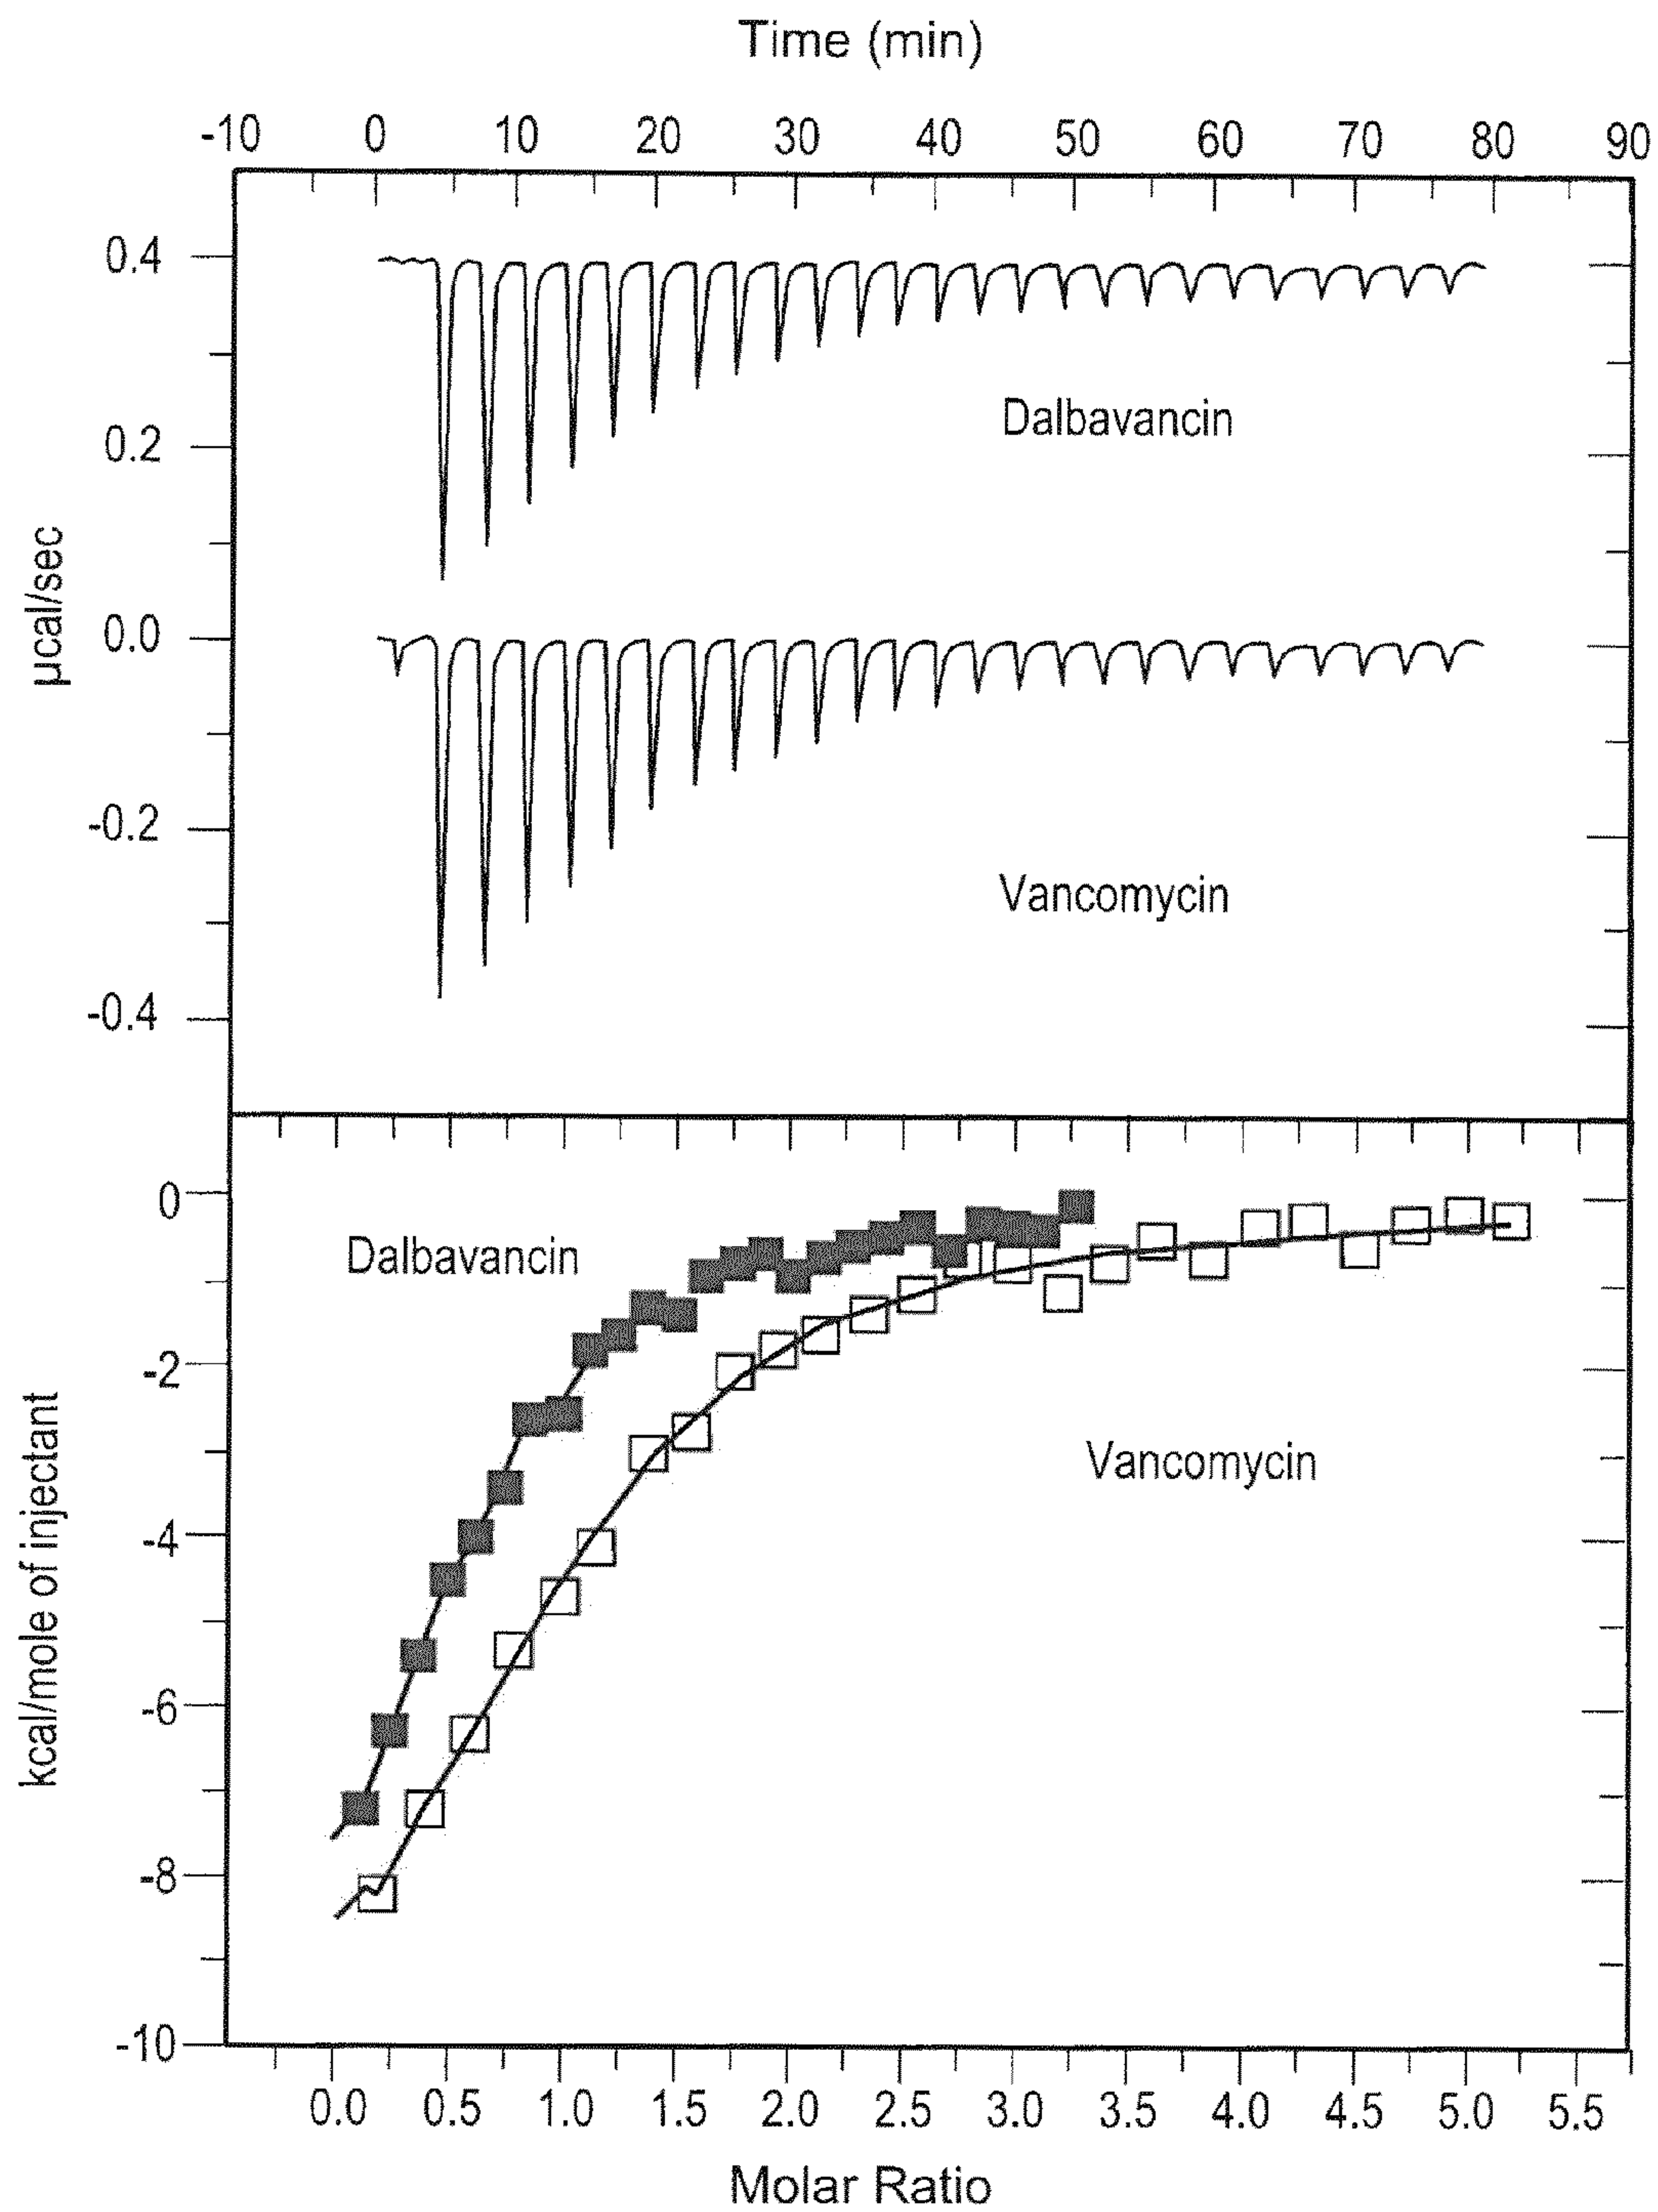 Time (min)
-10 0 10 20 30 40 50 60 70 80 90
0.4
Dalbavancin
0.2
µcal/sec
0.0
-0.2
Vancomycin
-0.4
0
Dalbavancin
-2
kcal/mole of injectant
Vancomycin
-4
-6
-8
-10
0.0 0.5 1.0 1.5 2.0 2.5 3.0 3.5 4.0 4.5 5.0 5.5
Molar Ratio